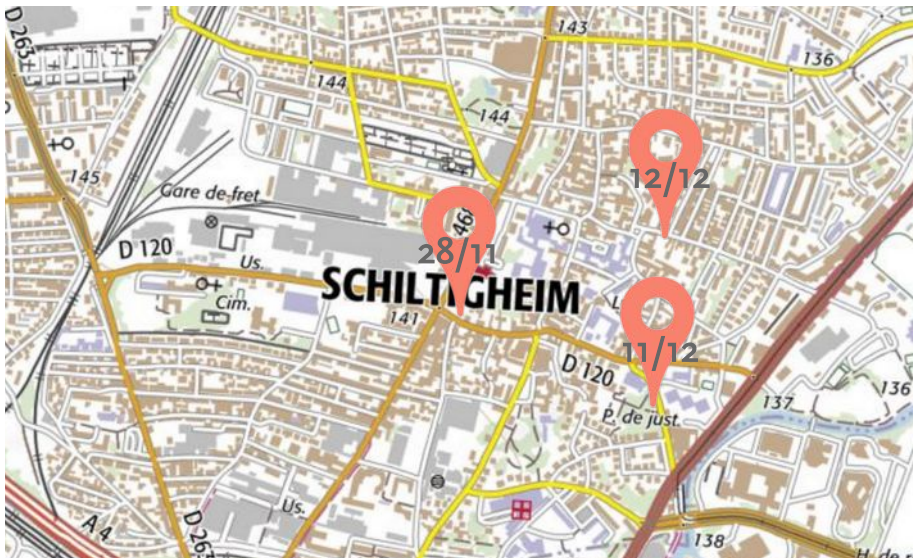 D 263
143
136
144
144
145
12/12
Gare de fret
468
D 120
Us.
28/11
SCHILTIGHEIM
Cim.
141
11/12
D 120
137
136
P. de just.
Us.
A 4
D 263
138